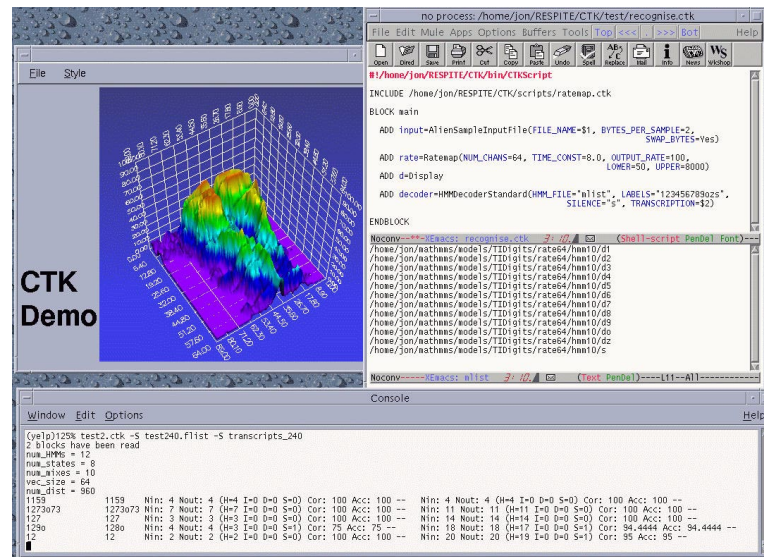 File Style
CTK
Demo
no process: /home/jon/RESPITE/CTK/test/recognise.ctk
File Edit Mule Apps Options Buffers Tools Top <<< . >>> Bot Help
Open Dired Save Print Cut Copy Paste Undo Spell Replace Mail Info News WkShop
#!/home/jon/RESPITE/CTK/bin/CTKScript
INCLUDE /home/jon/RESPITE/CTK/scripts/ratemap.ctk
BLOCK main
ADD input=AlienSampleInputFile(FILE_NAME=$1, BYTES_PER_SAMPLE=2,
SWAP_BYTES=Yes)
ADD rate=Ratemap(NUM_CHANS=64, TIME_CONST=8.0, OUTPUT_RATE=100,
LOWER=50, UPPER=8000)
ADD d=Display
ADD decoder=HMMDecoderStandard(HMM_FILE="mlist", LABELS="123456789ozs",
SILENCE="s", TRANSCRIPTION=$2)
ENDBLOCK
Noconv--**-XEmacs: recognise.ctk (Shell-script PenDel Font)---
/home/jon/mathmms/models/TIDigits/rate64/hmm10/d1
/home/jon/mathmms/models/TIDigits/rate64/hmm10/d2
/home/jon/mathmms/models/TIDigits/rate64/hmm10/d3
/home/jon/mathmms/models/TIDigits/rate64/hmm10/d4
/home/jon/mathmms/models/TIDigits/rate64/hmm10/d5
/home/jon/mathmms/models/TIDigits/rate64/hmm10/d6
/home/jon/mathmms/models/TIDigits/rate64/hmm10/d7
/home/jon/mathmms/models/TIDigits/rate64/hmm10/d8
/home/jon/mathmms/models/TIDigits/rate64/hmm10/d9
/home/jon/mathmms/models/TIDigits/rate64/hmm10/do
/home/jon/mathmms/models/TIDigits/rate64/hmm10/dz
/home/jon/mathmms/models/TIDigits/rate64/hmm10/s
Noconv-----XEmacs: mlist (Text PenDel)----L11--All
Console
Window Edit Options Help
(yelp)125% test2.ctk -S test240.flist -S transcripts_240
2 blocks have been read
num_HMMs = 12
num_states = 8
num_mixes = 10
vec_size = 64
num_dist = 960
1159 1159 Nin: 4 Nout: 4 (H=4 I=0 D=0 S=0) Cor: 100 Acc: 100 -- Nin: 4 Nout: 4 (H=4 I=0 D=0 S=0) Cor: 100 Acc: 100 --
1273o73 1273o73 Nin: 7 Nout: 7 (H=7 I=0 D=0 S=0) Cor: 100 Acc: 100 -- Nin: 11 Nout: 11 (H=11 I=0 D=0 S=0) Cor: 100 Acc: 100 --
127 127 Nin: 3 Nout: 3 (H=3 I=0 D=0 S=0) Cor: 100 Acc: 100 -- Nin: 14 Nout: 14 (H=14 I=0 D=0 S=0) Cor: 100 Acc: 100 --
129o 128o Nin: 4 Nout: 4 (H=3 I=0 D=0 S=1) Cor: 75 Acc: 75 -- Nin: 18 Nout: 18 (H=17 I=0 D=0 S=1) Cor: 94.4444 Acc: 94.4444 --
12 12 Nin: 2 Nout: 2 (H=2 I=0 D=0 S=0) Cor: 100 Acc: 100 -- Nin: 20 Nout: 20 (H=19 I=0 D=0 S=1) Cor: 95 Acc: 95 --